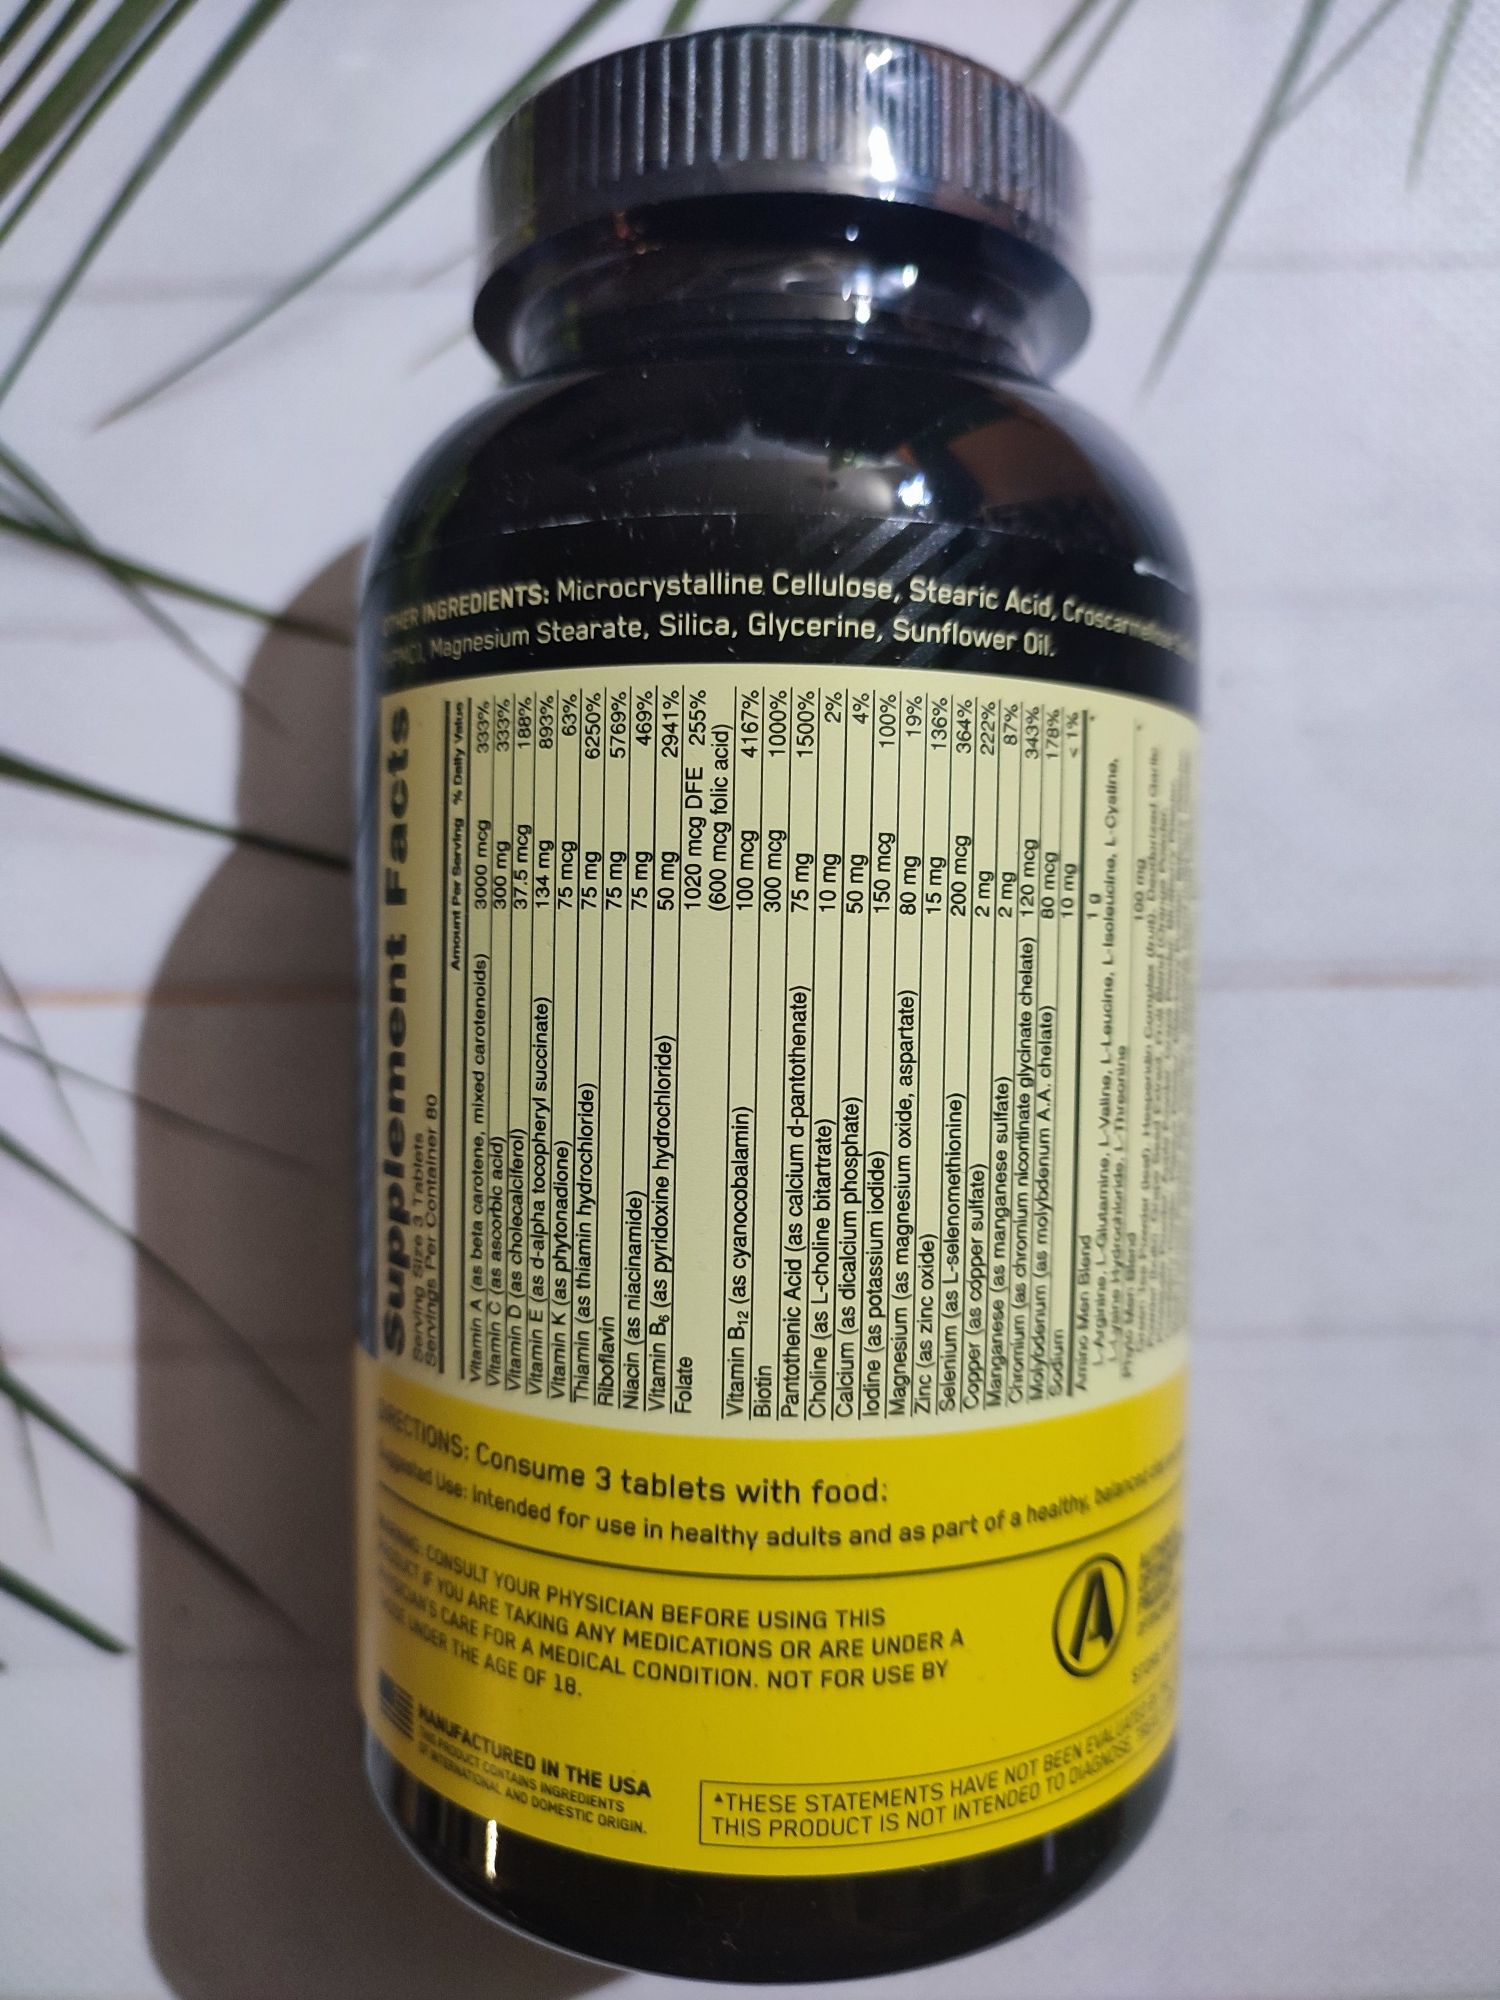 INGREDIENTS: Microcrystalline Cellulose, Stearic Acid,
Magnesium Stearate, Silica, Glycerine, Sunflower Oil.
Supplement Facts
Serving Size 3 Tablets
Servings Per Container 80
Amount Per Serving % Daily Value
Vitamin A (as beta carotene, mixed carotenoids) 3000 mcg 333%
Vitamin C (as ascorbic acid) 300 mg 333%
Vitamin D (as cholecalciferol) 37.5 mcg 188%
Vitamin E (as d-alpha tocopheryl succinate) 134 mg 893%
Vitamin K (as phytonadione) 75 mcg 63%
Thiamin (as thiamin hydrochloride) 75 mg 6250%
Riboflavin 75 mg 5769%
Niacin (as niacinamide) 75 mg 469%
Vitamin B6 (as pyridoxine hydrochloride) 50 mg 2941%
Folate 1020 mcg DFE 255%
(600 mcg folic acid)
Vitamin B12 (as cyanocobalamin) 100 mcg 4167%
Biotin 300 mcg 1000%
Pantothenic Acid (as calcium d-pantothenate) 75 mg 1500%
Choline (as L-choline bitartrate) 10 mg 2%
Calcium (as dicalcium phosphate) 50 mg 4%
Iodine (as potassium iodide) 150 mcg 100%
Magnesium (as magnesium oxide, aspartate) 80 mg 19%
Zinc (as zinc oxide) 15 mg 136%
Selenium (as L-selenomethionine) 200 mcg 364%
Copper (as copper sulfate) 2 mg 222%
Manganese (as manganese sulfate) 2 mg 87%
Chromium (as chromium nicontinate glycinate chelate) 120 mcg 343%
Molybdenum (as molybdenum A.A. chelate) 80 mcg 178%
Sodium 10 mg < 1%
Amino Men Blend 1 g *
L-Arginine, L-Glutamine, L-Valine, L-Leucine, L-Isoleucine, L-Cystine,
L-Lysine Hydrochloride, L-Threonine
Phyto Men Blend 100 mg *
DIRECTIONS: Consume 3 tablets with food.
Suggested Use: Intended for use in healthy adults and as part of a healthy, balanced
WARNING: CONSULT YOUR PHYSICIAN BEFORE USING THIS
PRODUCT IF YOU ARE TAKING ANY MEDICATIONS OR ARE UNDER A
PHYSICIAN'S CARE FOR A MEDICAL CONDITION. NOT FOR USE BY
THOSE UNDER THE AGE OF 18.
MANUFACTURED IN THE USA
THIS PRODUCT CONTAINS INGREDIENTS
OF INTERNATIONAL AND DOMESTIC ORIGIN.
A
▲THESE STATEMENTS HAVE NOT BEEN EVALUATED
THIS PRODUCT IS NOT INTENDED TO DIAGNOSE,